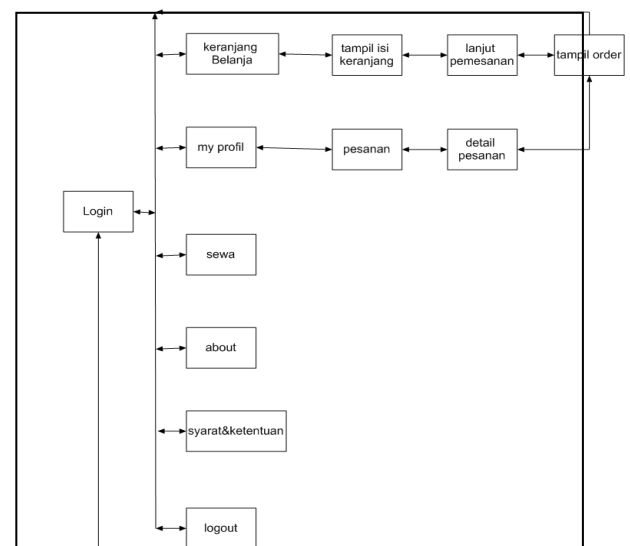 keranjang
Belanja
tampil isi
keranjang
lanjut
pemesanan
tampil order
my profil
pesanan
detail
pesanan
Login
sewa
about
syarat&ketentuan
logout